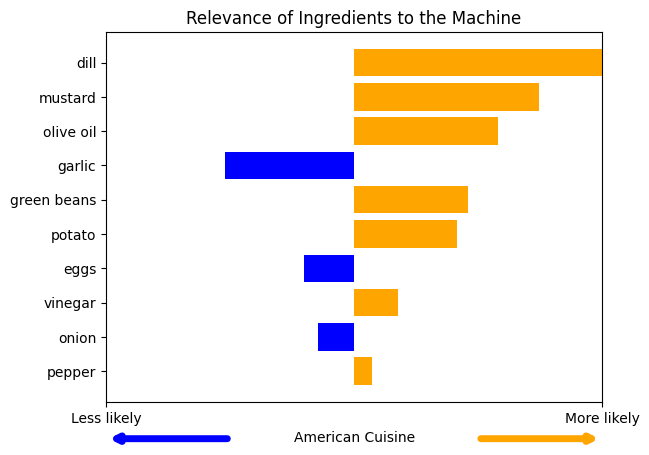 Relevance of Ingredients to the Machine
dill
mustard
olive oil
garlic
green beans
potato
eggs
vinegar
onion
pepper
Less likely
More likely
American Cuisine